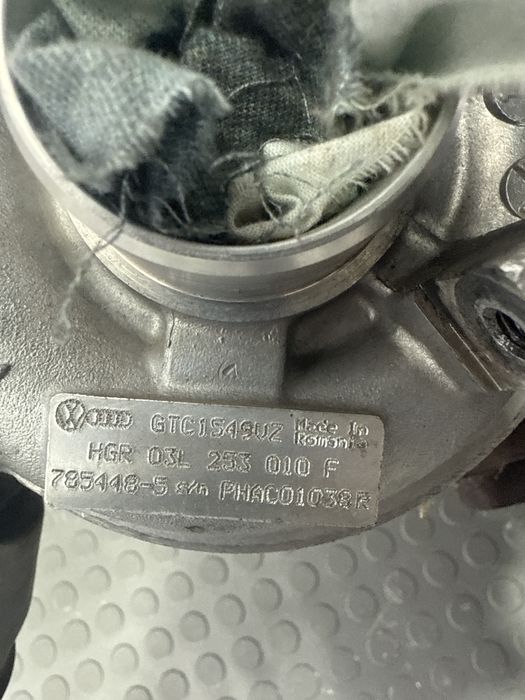 GTC1549VZ Made in Romania
HGR 03L 253 010 F
785448-5 s/n PHAC01038R